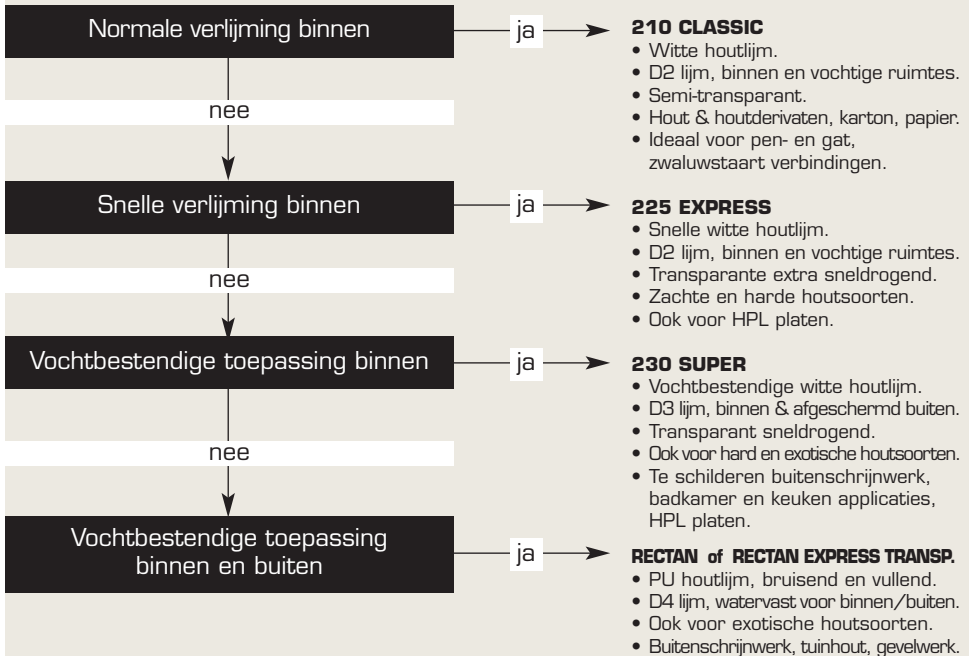 Normale verlijming binnen
ja
210 CLASSIC
• Witte houtlijm.
• D2 lijm, binnen en vochtige ruimtes.
• Semi-transparant.
• Hout & houtderivaten, karton, papier.
• Ideaal voor pen- en gat,
zwaluwstaart verbindingen.
nee
Snelle verlijming binnen
ja
225 EXPRESS
• Snelle witte houtlijm.
• D2 lijm, binnen en vochtige ruimtes.
• Transparante extra sneldrogend.
• Zachte en harde houtsoorten.
• Ook voor HPL platen.
nee
Vochtbestendige toepassing binnen
ja
230 SUPER
• Vochtbestendige witte houtlijm.
• D3 lijm, binnen & afgeschermd buiten.
• Transparant sneldrogend.
• Ook voor hard en exotische houtsoorten.
• Te schilderen buitenschrijnwerk,
badkamer en keuken applicaties,
HPL platen.
nee
Vochtbestendige toepassing
binnen en buiten
ja
RECTAN of RECTAN EXPRESS TRANSP.
• PU houtlijm, bruisend en vullend.
• D4 lijm, watervast voor binnen/buiten.
• Ook voor exotische houtsoorten.
• Buitenschrijnwerk, tuinhout, gevelwerk.